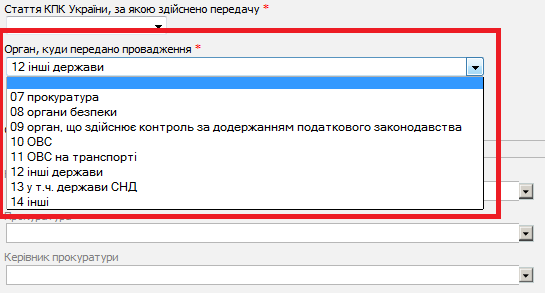 Стаття КПК України, за якою здійснено передачу *
Орган, куди передано провадження *
12 інші держави
07 прокуратура
08 органи безпеки
09 орган, що здійснює контроль за додержанням податкового законодавства
10 ОВС
11 ОВС на транспорті
12 інші держави
13 у т.ч. держави СНД
14 інші
Прокуратура
Керівник прокуратури